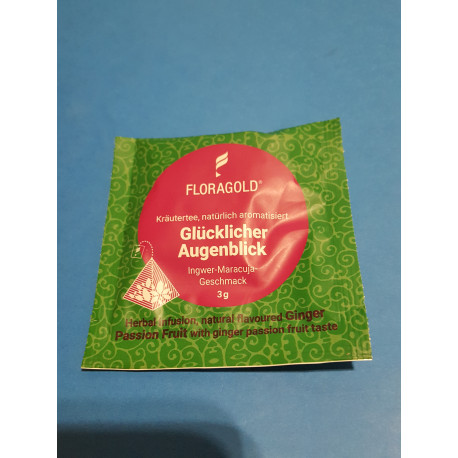 FLORAGOLD®
Kräutertee, natürlich aromatisiert
Glücklicher
Augenblick
Ingwer-Maracuja-
Geschmack
3 g
Herbal infusion, natural flavoured Ginger
Passion Fruit with ginger passion fruit taste